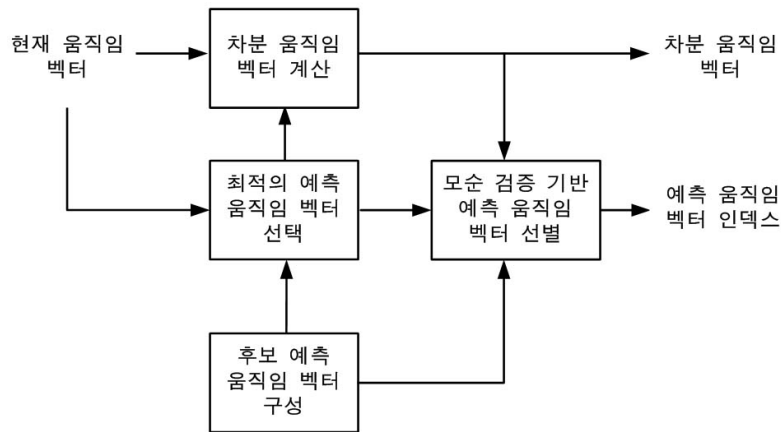 현재 움직임
벡터
차분 움직임
벡터 계산
차분 움직임
벡터
최적의 예측
움직임 벡터
선택
모순 검증 기반
예측 움직임
벡터 선별
예측 움직임
벡터 인덱스
후보 예측
움직임 벡터
구성